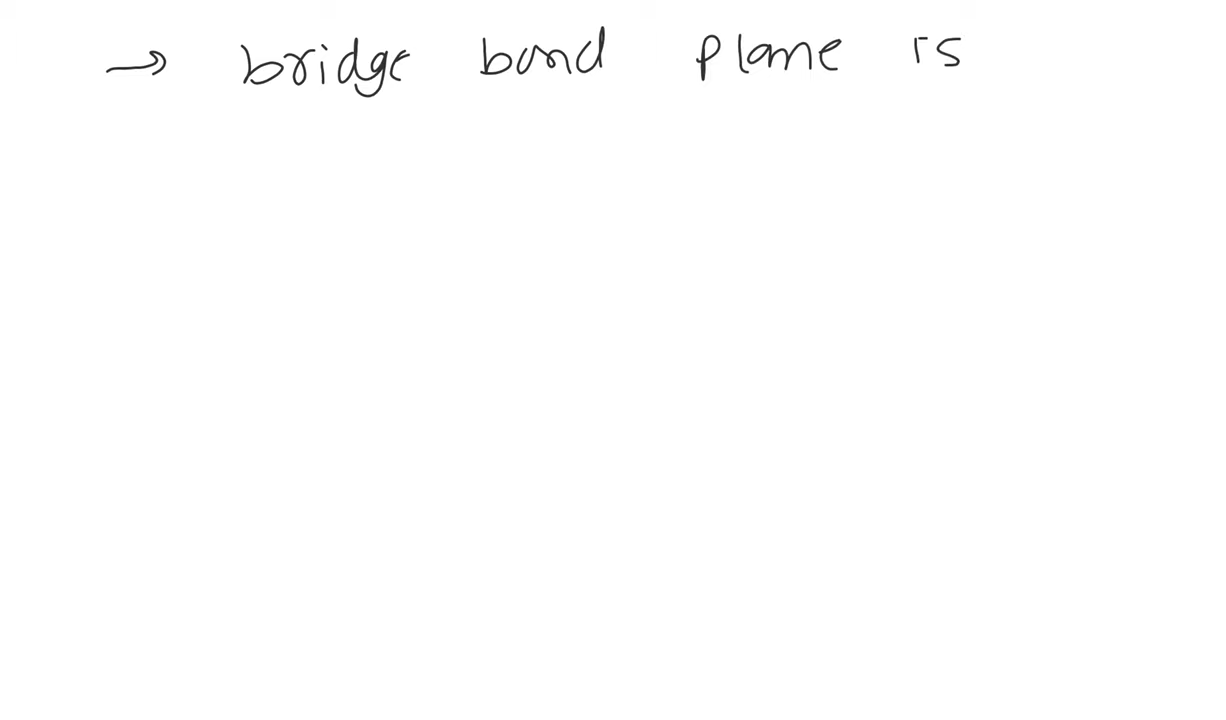 → bridge bond plane is